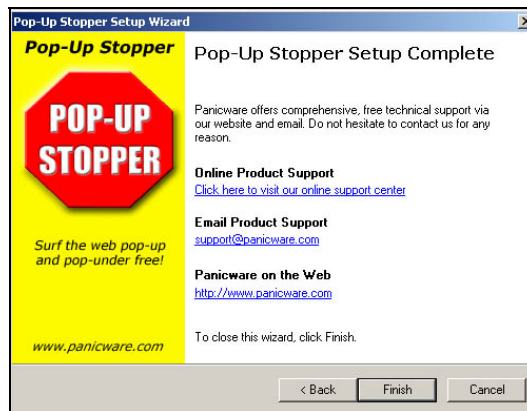 Pop-Up Stopper Setup Wizard
Pop-Up Stopper
POP-UP
STOPPER
Surf the web pop-up
and pop-under free!
www.panicware.com
Pop-Up Stopper Setup Complete
Panicware offers comprehensive, free technical support via
our website and email. Do not hesitate to contact us for any
reason.
Online Product Support
Click here to visit our online support center
Email Product Support
support@panicware.com
Panicware on the Web
http://www.panicware.com
To close this wizard, click Finish.
< Back
Finish
Cancel